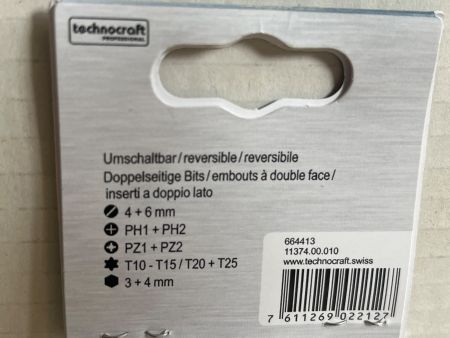 technocraft
PROFESSIONAL
Umschaltbar/reversible/reversibile
Doppelseitige Bits/embouts à double face/
inserti a doppio lato
4 + 6 mm
PH1 + PH2
PZ1 + PZ2
T10 - T15 / T20 + T25
3 + 4 mm
664413
11374.00.010
www.technocraft.swiss
7 611269 022127